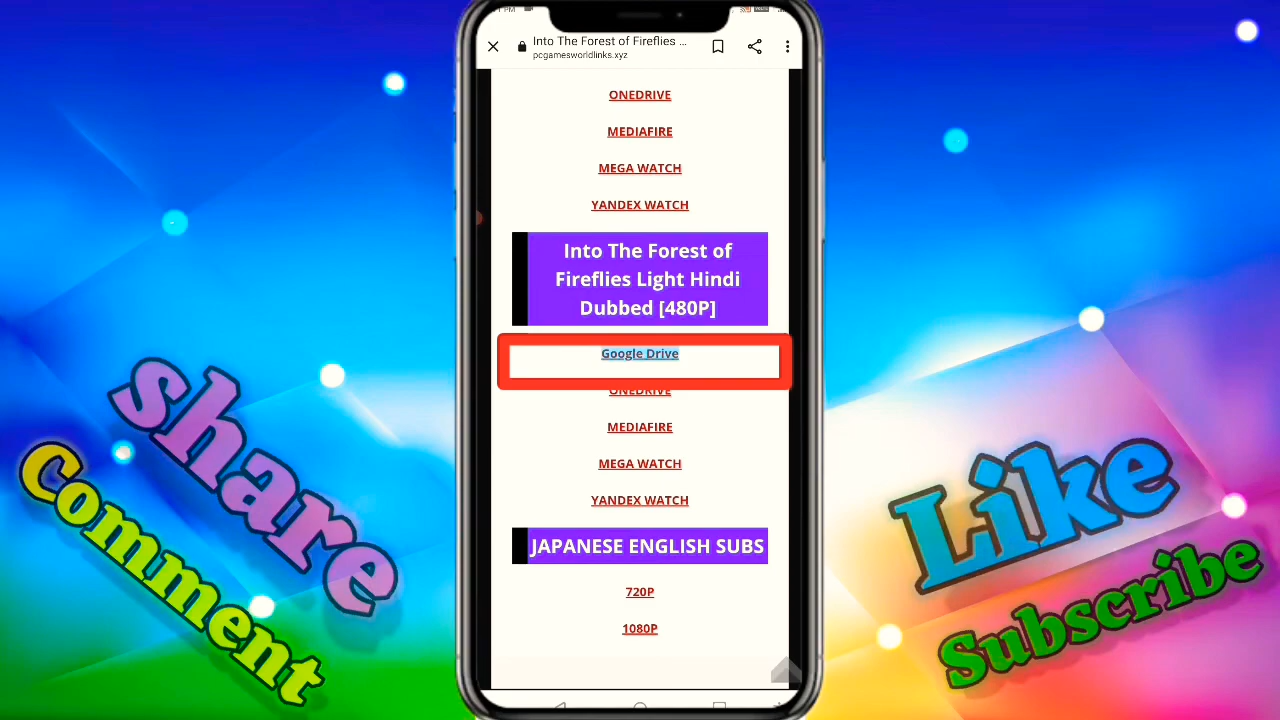 Into The Forest of Fireflies ...
pcgamesworldlinks.xyz
ONEDRIVE
MEDIAFIRE
MEGA WATCH
YANDEX WATCH
Into The Forest of
Fireflies Light Hindi
Dubbed [480P]
Google Drive
ONEDRIVE
MEDIAFIRE
MEGA WATCH
YANDEX WATCH
JAPANESE ENGLISH SUBS
720P
1080P
share
Comment
Like
Subscribe